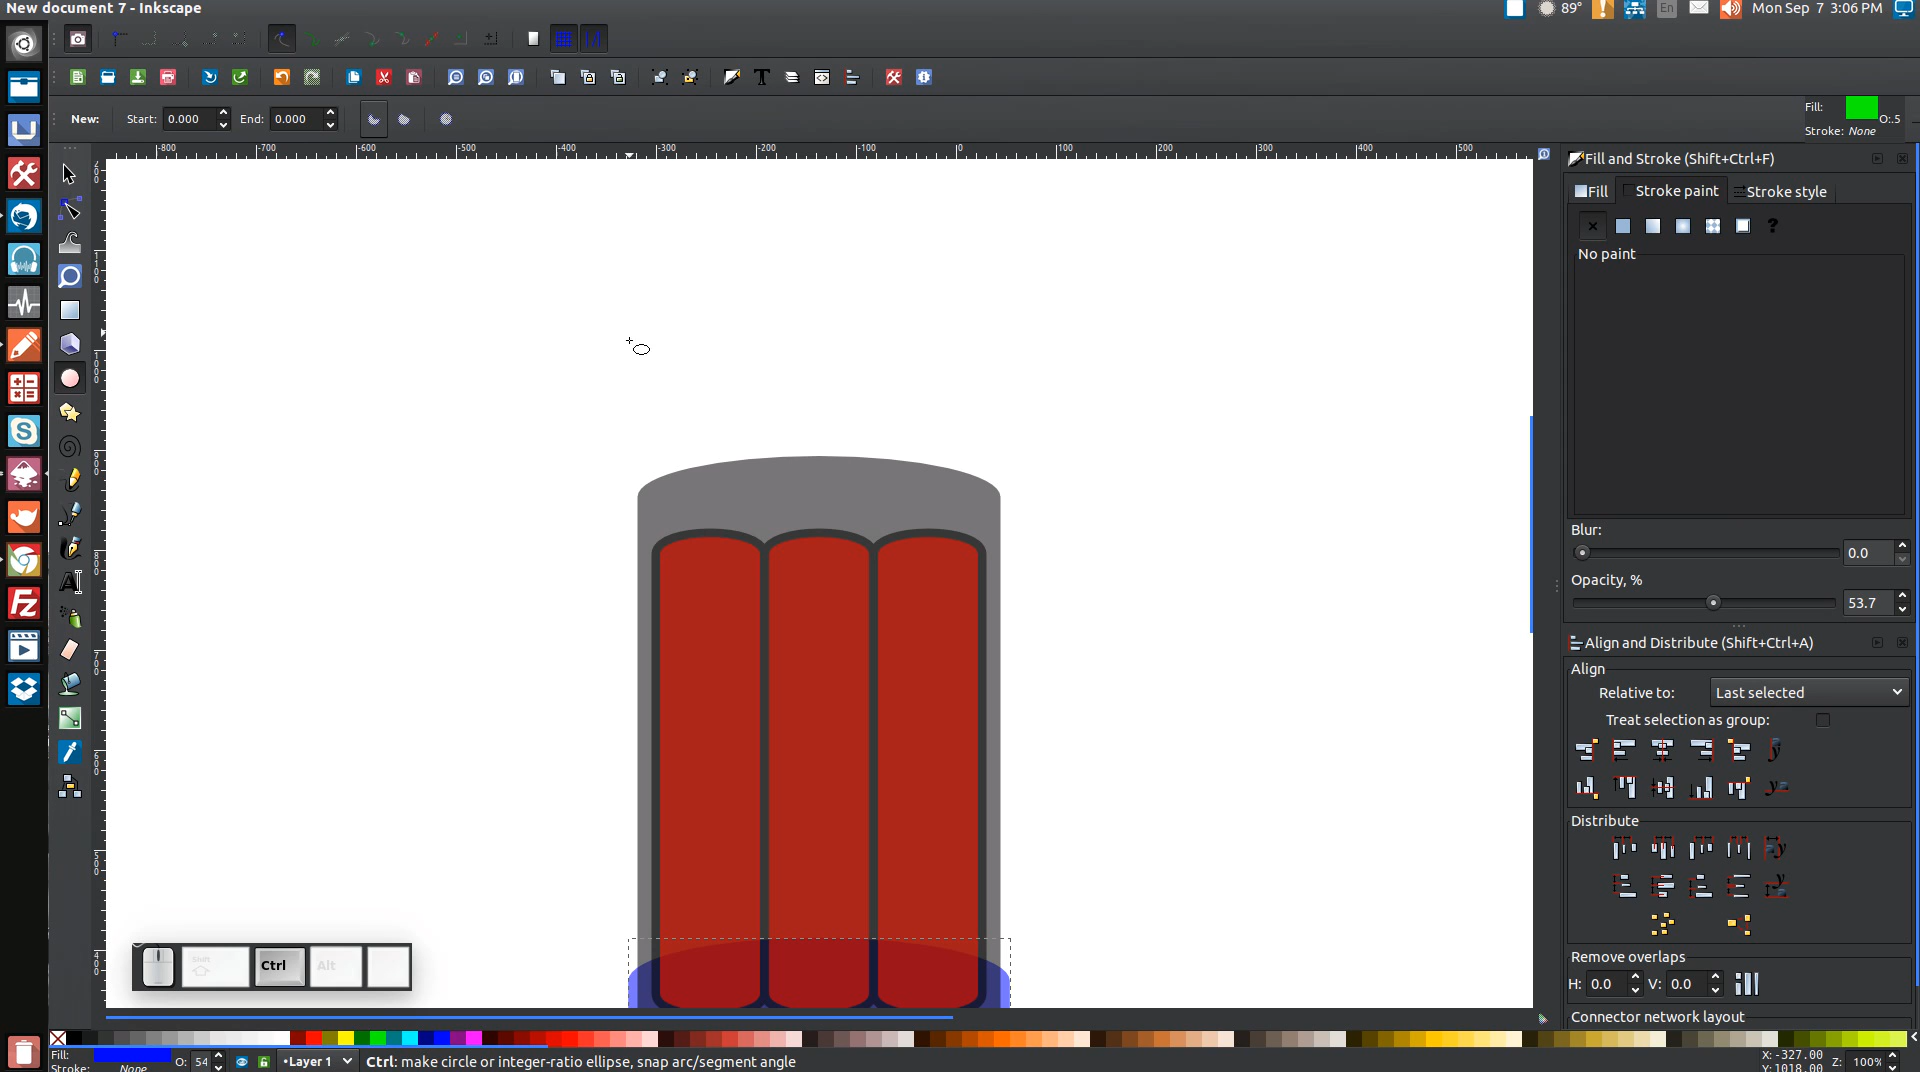 New document 7 - Inkscape
89°
En
Mon Sep 7 3:06 PM
New:
Start:
0.000
End:
0.000
Fill:
O:.5
Stroke: None
-800
-700
-600
-500
-400
-300
-200
-100
0
100
200
300
400
500
Fill and Stroke (Shift+Ctrl+F)
Fill
Stroke paint
Stroke style
?
No paint
Blur:
0.0
Opacity, %
53.7
Align and Distribute (Shift+Ctrl+A)
Align
Relative to:
Last selected
Treat selection as group:
Distribute
Remove overlaps
H:
0.0
V:
0.0
Connector network layout
Shift
Ctrl
Alt
Fill:
Stroke:
None
O:
54
•Layer 1
Ctrl: make circle or integer-ratio ellipse, snap arc/segment angle
X: -327.00
Y:1018.00
Z:
100%